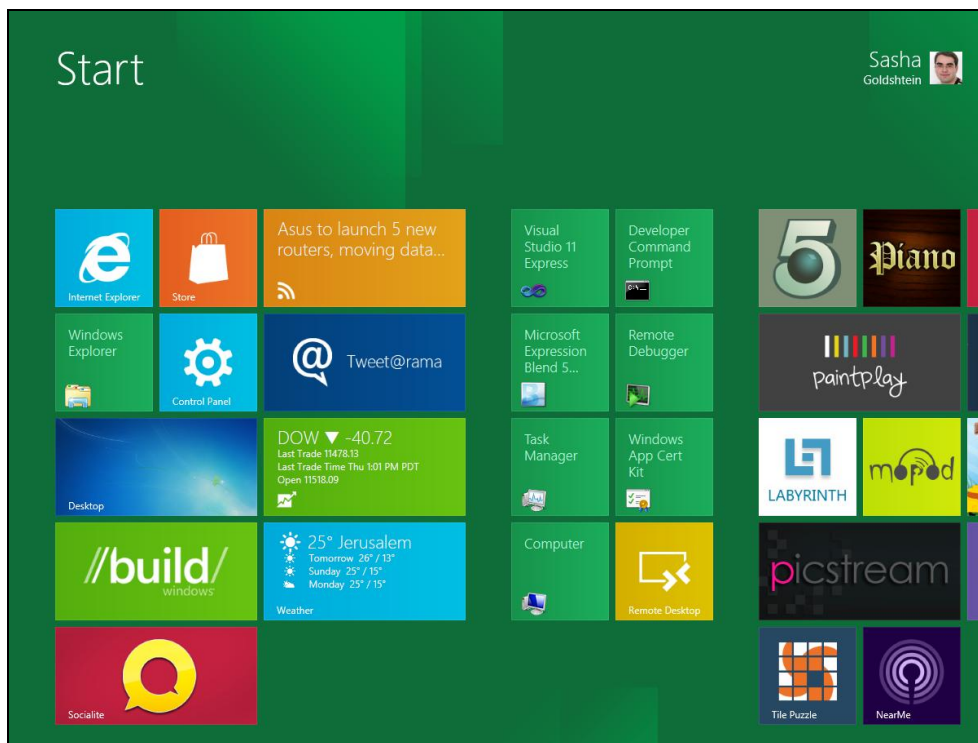 Start
Sasha
Goldshtein
Internet Explorer
Store
Asus to launch 5 new
routers, moving data...
Windows
Explorer
Control Panel
Tweet@rama
Desktop
DOW ▼ -40.72
Last Trade 11478.13
Last Trade Time Thu 1:01 PM PDT
Open 11518.09
//build/
windows
25° Jerusalem
Tomorrow 26° / 13°
Sunday 25° / 15°
Monday 25° / 15°
Weather
Socialite
Visual
Studio 11
Express
Developer
Command
Prompt
C:\_
Microsoft
Expression
Blend 5...
Remote
Debugger
Task
Manager
Windows
App Cert
Kit
Computer
Remote Desktop
5
Piano
paintplay
LABYRINTH
mopod
picstream
Tile Puzzle
NearMe